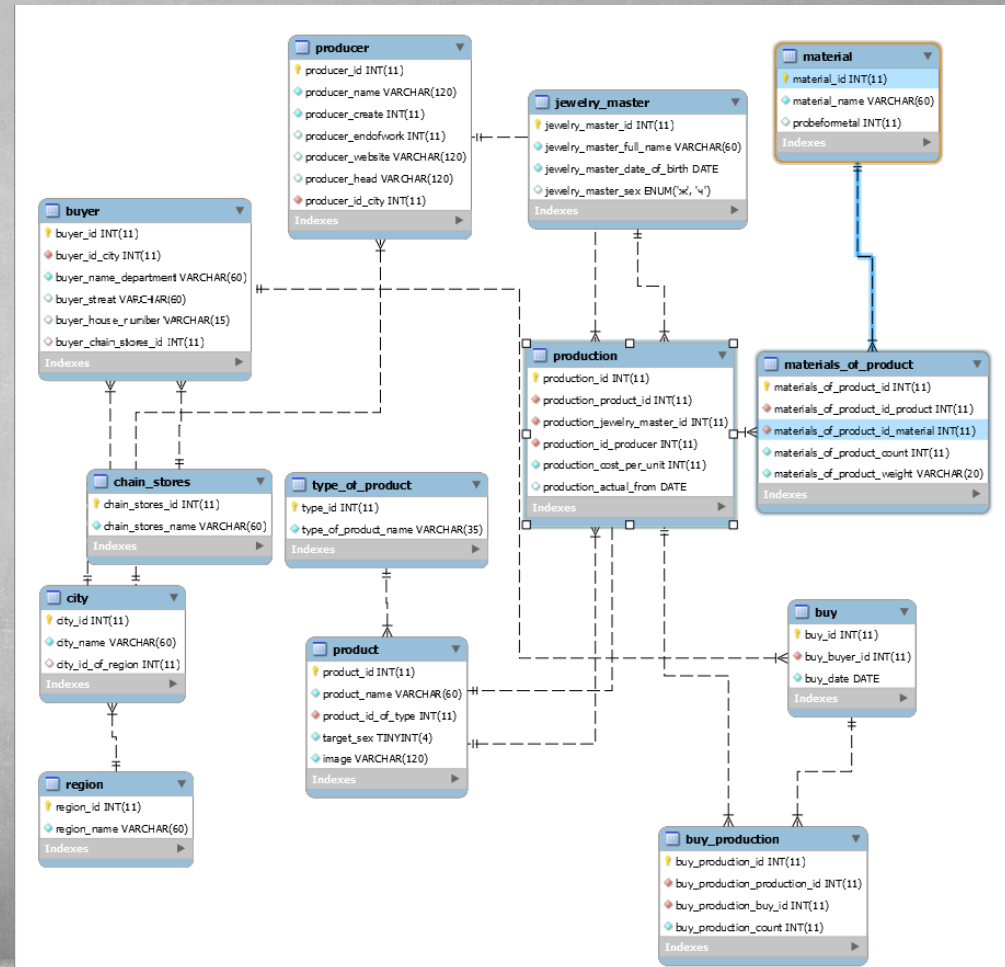 producer
producer_id INT(11)
producer_name VARCHAR(120)
producer_create INT(11)
producer_endofwork INT(11)
producer_website VARCHAR(120)
producer_head VARCHAR(120)
producer_id_city INT(11)
Indexes
jewelry_master
jewelry_master_id INT(11)
jewelry_master_full_name VARCHAR(60)
jewelry_master_date_of_birth DATE
jewelry_master_sex ENUM('ж', 'ч')
Indexes
material
material_id INT(11)
material_name VARCHAR(60)
probeformetal INT(11)
Indexes
buyer
buyer_id INT(11)
buyer_id_city INT(11)
buyer_name_department VARCHAR(60)
buyer_streat VARCHAR(60)
buyer_house_number VARCHAR(15)
buyer_chain_stores_id INT(11)
Indexes
production
production_id INT(11)
production_product_id INT(11)
production_jewelry_master_id INT(11)
production_id_producer INT(11)
production_cost_per_unit INT(11)
production_actual_from DATE
Indexes
materials_of_product
materials_of_product_id INT(11)
materials_of_product_id_product INT(11)
materials_of_product_id_material INT(11)
materials_of_product_count INT(11)
materials_of_product_weight VARCHAR(20)
Indexes
chain_stores
chain_stores_id INT(11)
chain_stores_name VARCHAR(60)
Indexes
type_of_product
type_id INT(11)
type_of_product_name VARCHAR(35)
Indexes
city
city_id INT(11)
city_name VARCHAR(60)
city_id_of_region INT(11)
Indexes
product
product_id INT(11)
product_name VARCHAR(60)
product_id_of_type INT(11)
target_sex TINYINT(4)
image VARCHAR(120)
Indexes
buy
buy_id INT(11)
buy_buyer_id INT(11)
buy_date DATE
Indexes
region
region_id INT(11)
region_name VARCHAR(60)
Indexes
buy_production
buy_production_id INT(11)
buy_production_production_id INT(11)
buy_production_buy_id INT(11)
buy_production_count INT(11)
Indexes